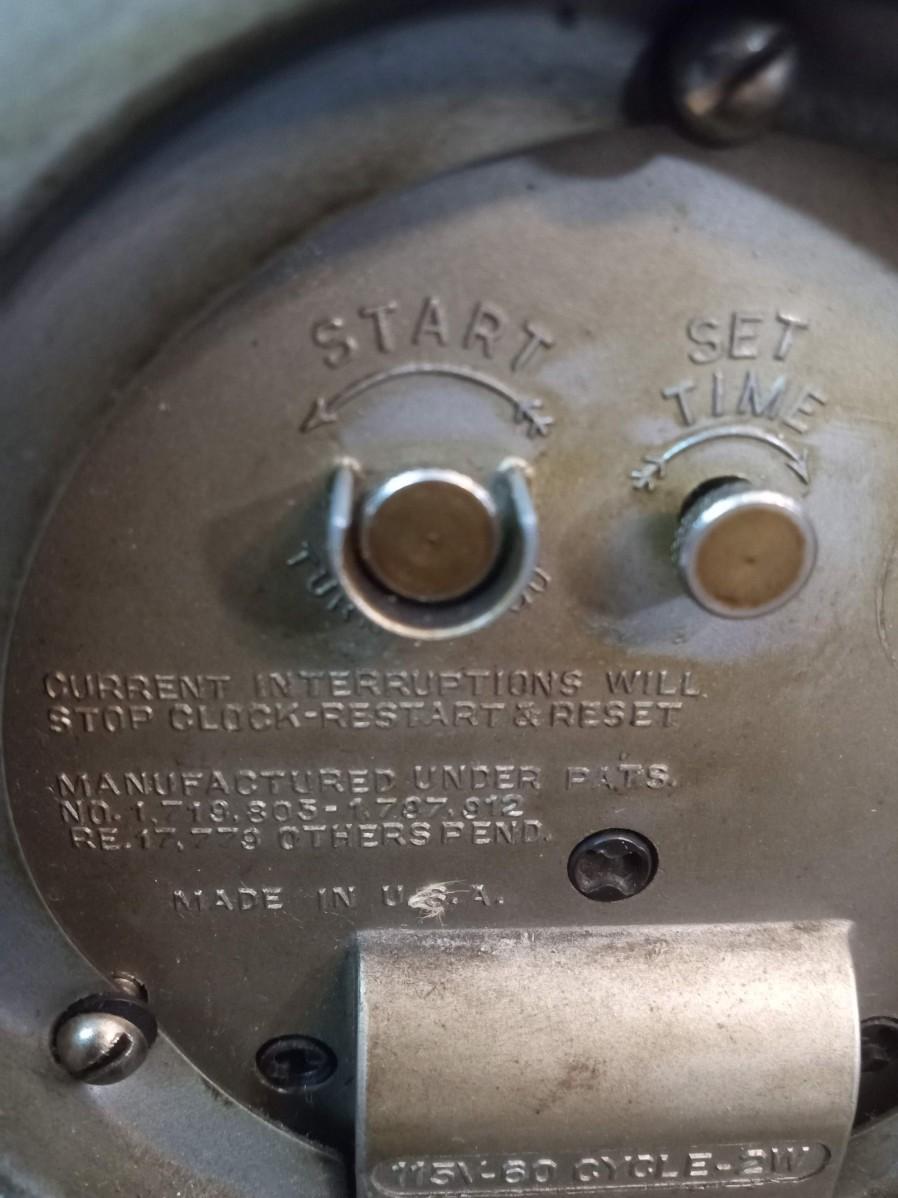 START
SET
TIME
CURRENT INTERRUPTIONS WILL
STOP CLOCK-RESTART & RESET
MANUFACTURED UNDER PATS.
NO. 1,719,805-1,787,912
RE.17,779 OTHERS PEND.
MADE IN U.S.A.
115V-60 CYCLE-2W